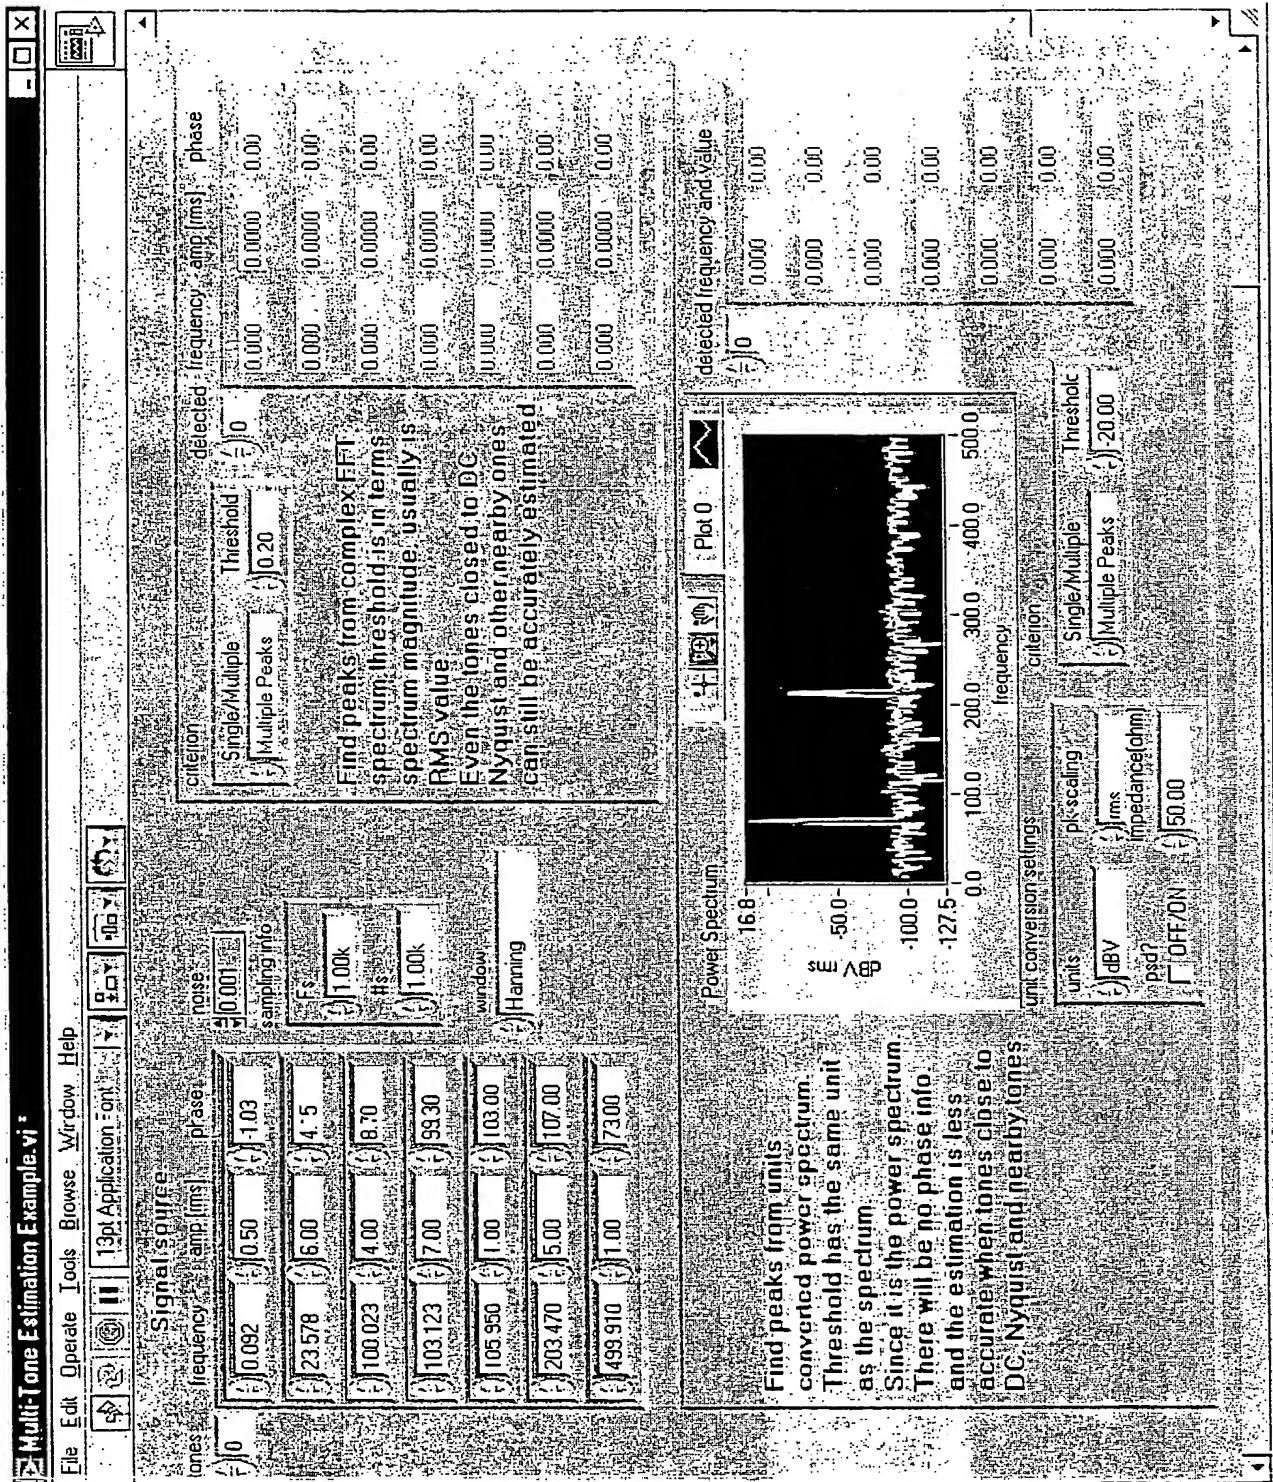 Multi-Tone Estimation Example.vi *
File Edit Operate Tools Browse Window Help
13pt Application Font
Signal source
tones frequency amp (rms) phase
0
0.092 0.50 -1.03
23.578 6.00
100.023 4.00 8.70
103.123 7.00 99.30
105.950 1.00 103.00
203.470 5.00 107.00
499.910 1.00 73.00
noise
0.001
sampling info
Fs
1.00k
#s
1.00k
window
Hanning
criterion
Single/Multiple Threshold
Multiple Peaks 0.20
Find peaks from complex FFT
spectrum, threshold is in terms
spectrum magnitude, usually is
RMS value
Even the tones closed to DC,
Nyquist and other nearby ones
can still be accurately estimated
detected frequency amp (rms) phase
0
0.000 0.0000 0.00
0.000 0.0000 0.00
0.000 0.0000 0.00
0.000 0.0000 0.00
0.000 0.0000 0.00
0.000 0.0000 0.00
0.000 0.0000 0.00
Find peaks from units
converted power spectrum.
Threshold has the same unit
as the spectrum.
Since it is the power spectrum.
There will be no phase info.
and the estimation is less
accurate when tones close to
DC, Nyquist and nearby tones
Power Spectrum
Plot 0
dBV rms
16.8
-50.0
-100.0
-127.5
0.0 100.0 200.0 300.0 400.0 500.0
frequency
unit conversion settings
units pk scaling
dBV rms
psd? Impedance(ohm)
OFF/ON 50.00
criterion
Single/Multiple Threshold
Multiple Peaks -20.00
detected frequency and value
0
0.000 0.00
0.000 0.00
0.000 0.00
0.000 0.00
0.000 0.00
0.000 0.00
0.000 0.00